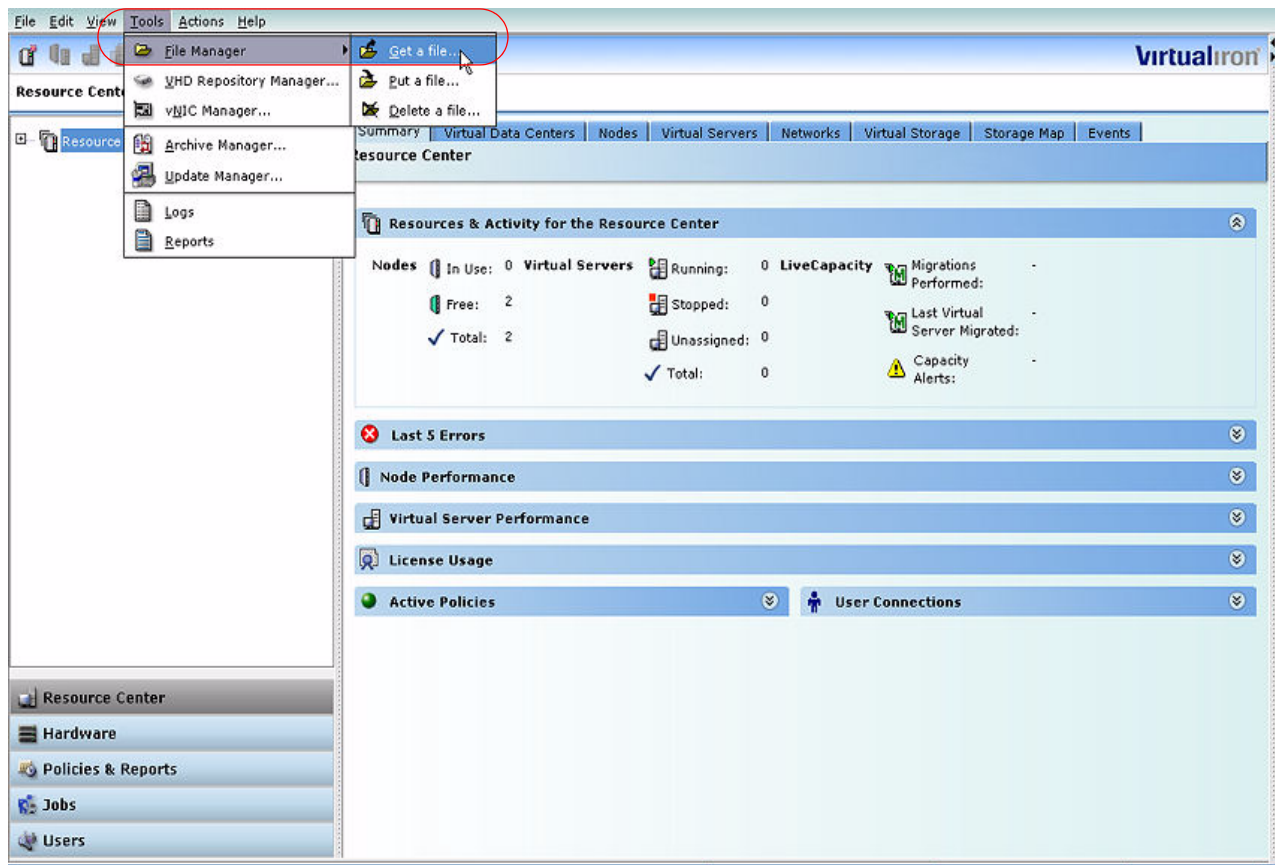 File Edit View Tools Actions Help
File Manager
Get a file...
VHD Repository Manager...
Put a file...
vNIC Manager...
Delete a file...
Archive Manager...
Update Manager...
Logs
Reports
Virtualiron
Resource
Resource
Summary Virtual Data Centers Nodes Virtual Servers Networks Virtual Storage Storage Map Events
Resource Center
Resources & Activity for the Resource Center
Nodes In Use: 0 Virtual Servers Running: 0 LiveCapacity Migrations Performed: -
Free: 2 Stopped: 0 Last Virtual Server Migrated: -
Total: 2 Unassigned: 0
Total: 0 Capacity Alerts: -
Last 5 Errors
Node Performance
Virtual Server Performance
License Usage
Active Policies User Connections
Resource Center
Hardware
Policies & Reports
Jobs
Users